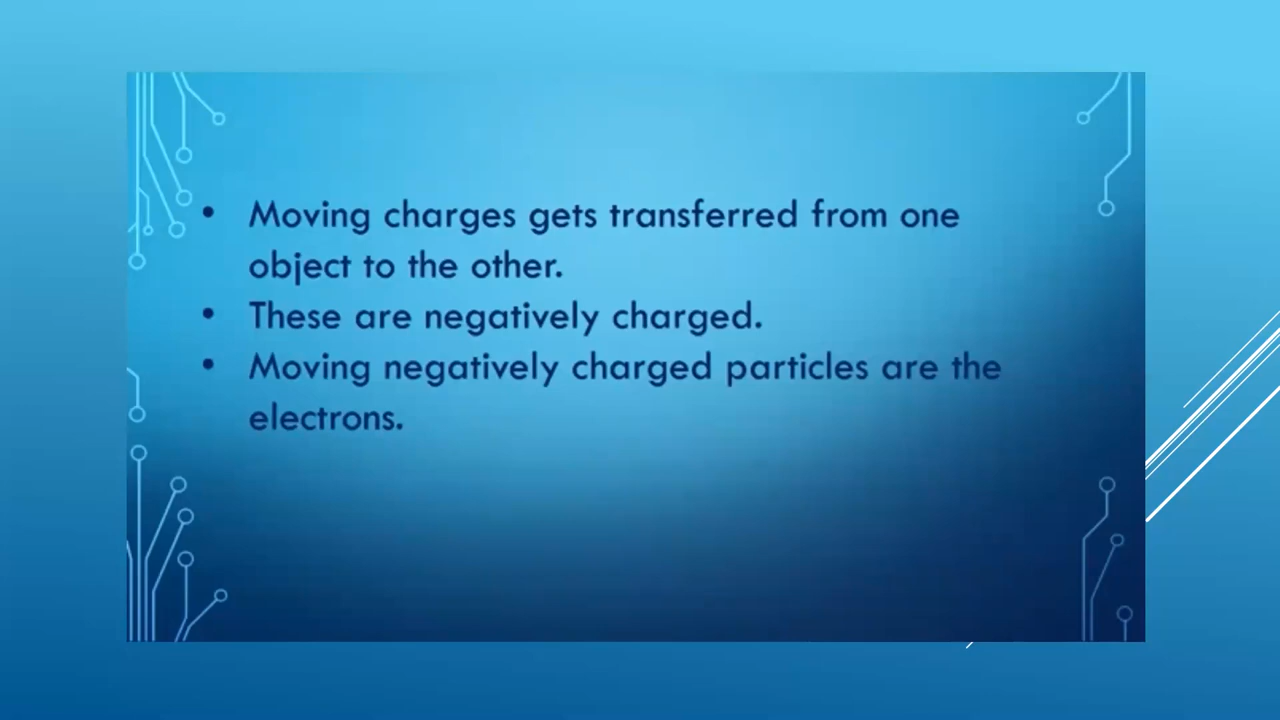 • Moving charges gets transferred from one
object to the other.
• These are negatively charged.
• Moving negatively charged particles are the
electrons.